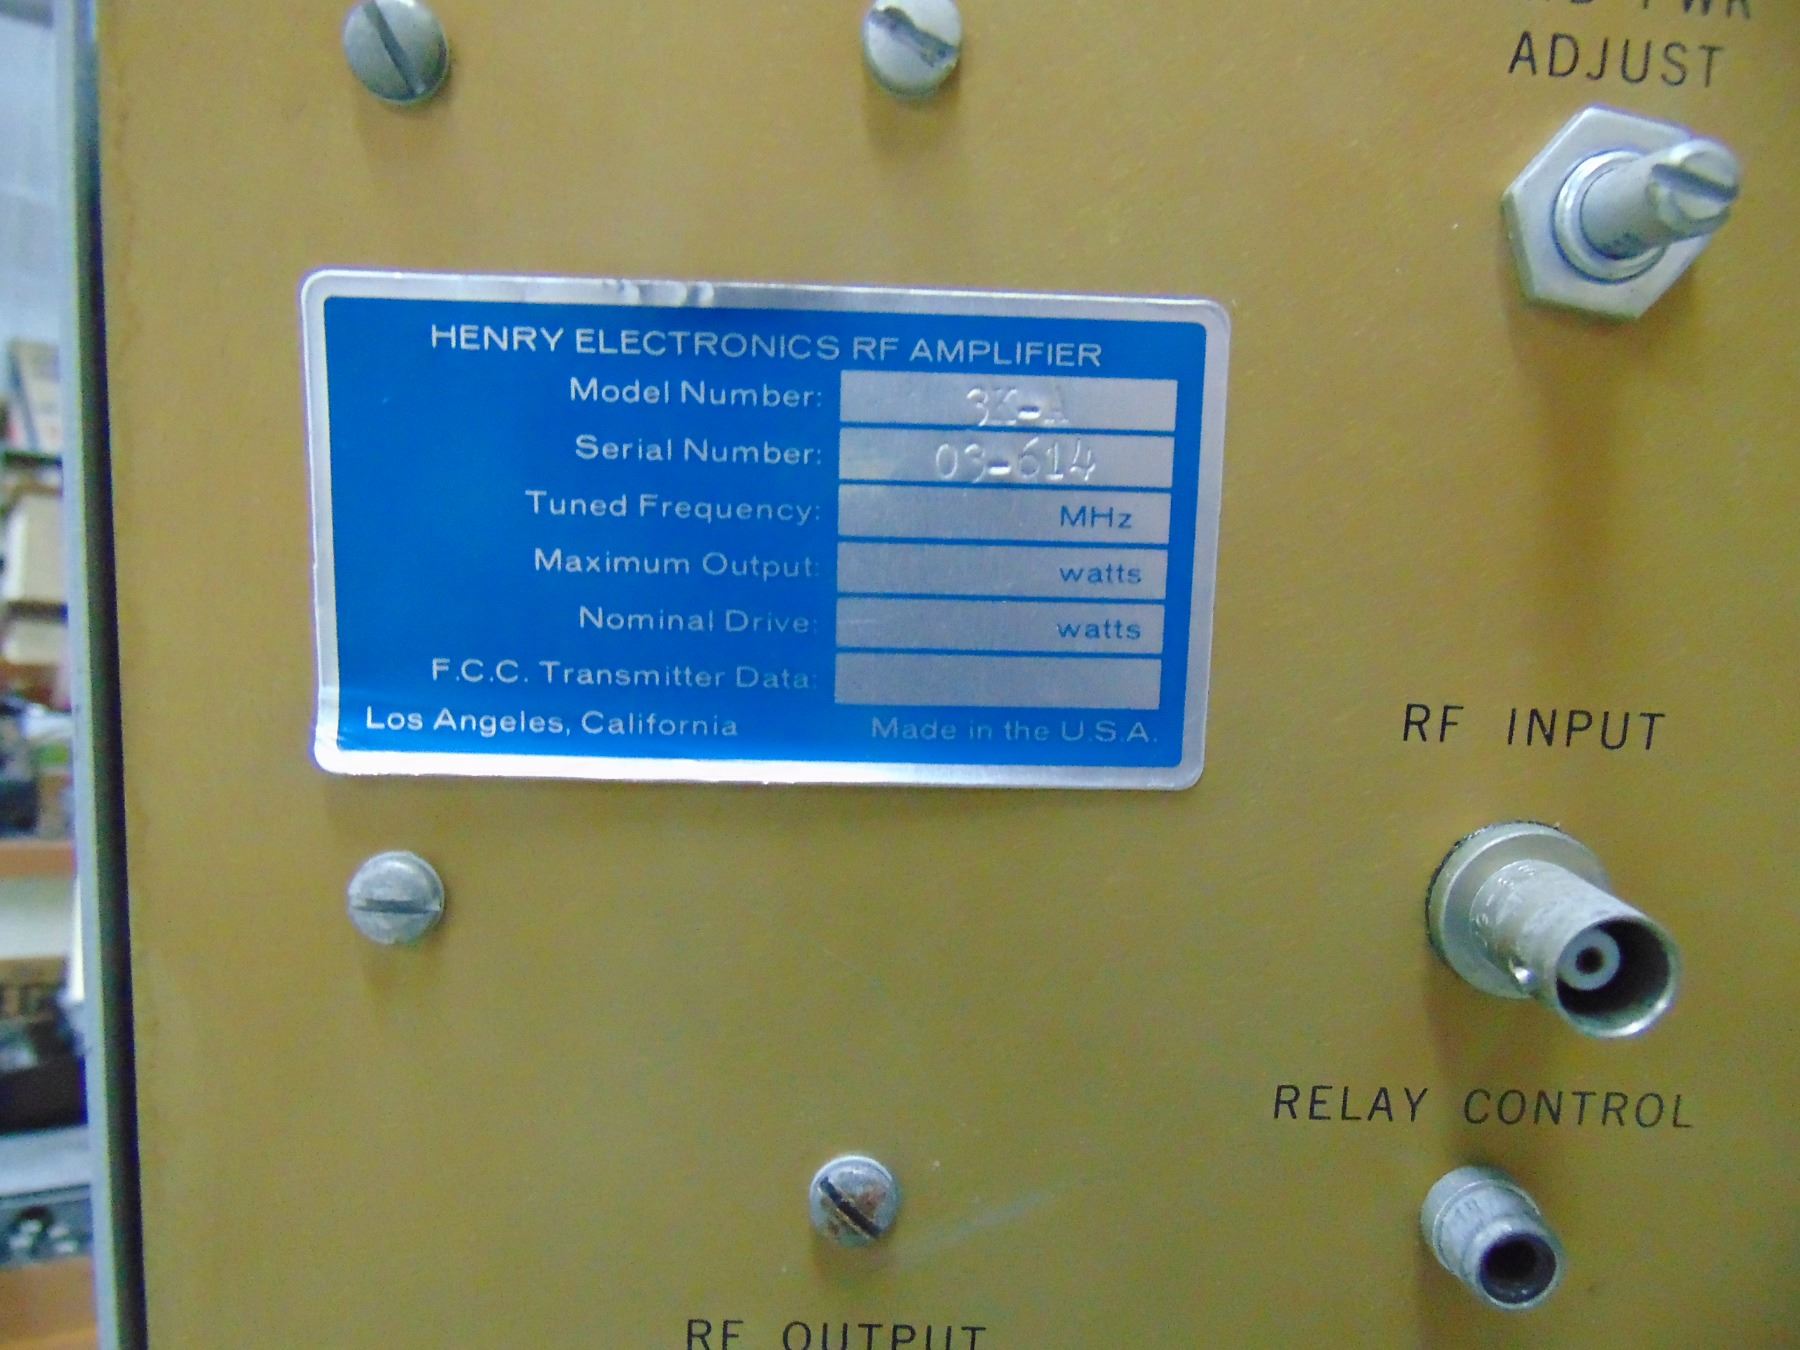 PWR
ADJUST
HENRY ELECTRONICS RF AMPLIFIER
Model Number: 3K-A
Serial Number: 03-614
Tuned Frequency: MHz
Maximum Output: watts
Nominal Drive: watts
F.C.C. Transmitter Data:
Los Angeles, California Made in the U.S.A.
RF INPUT
RELAY CONTROL
RF OUTPUT